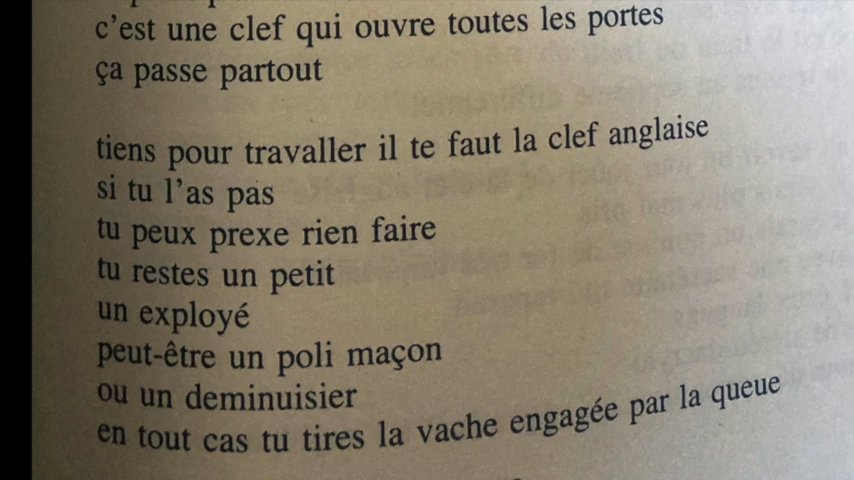 c'est une clef qui ouvre toutes les portes
ça passe partout
tiens pour travaller il te faut la clef anglaise
si tu l'as pas
tu peux prexe rien faire
tu restes un petit
un exployé
peut-être un poli maçon
ou un deminuisier
en tout cas tu tires la vache engagée par la queue